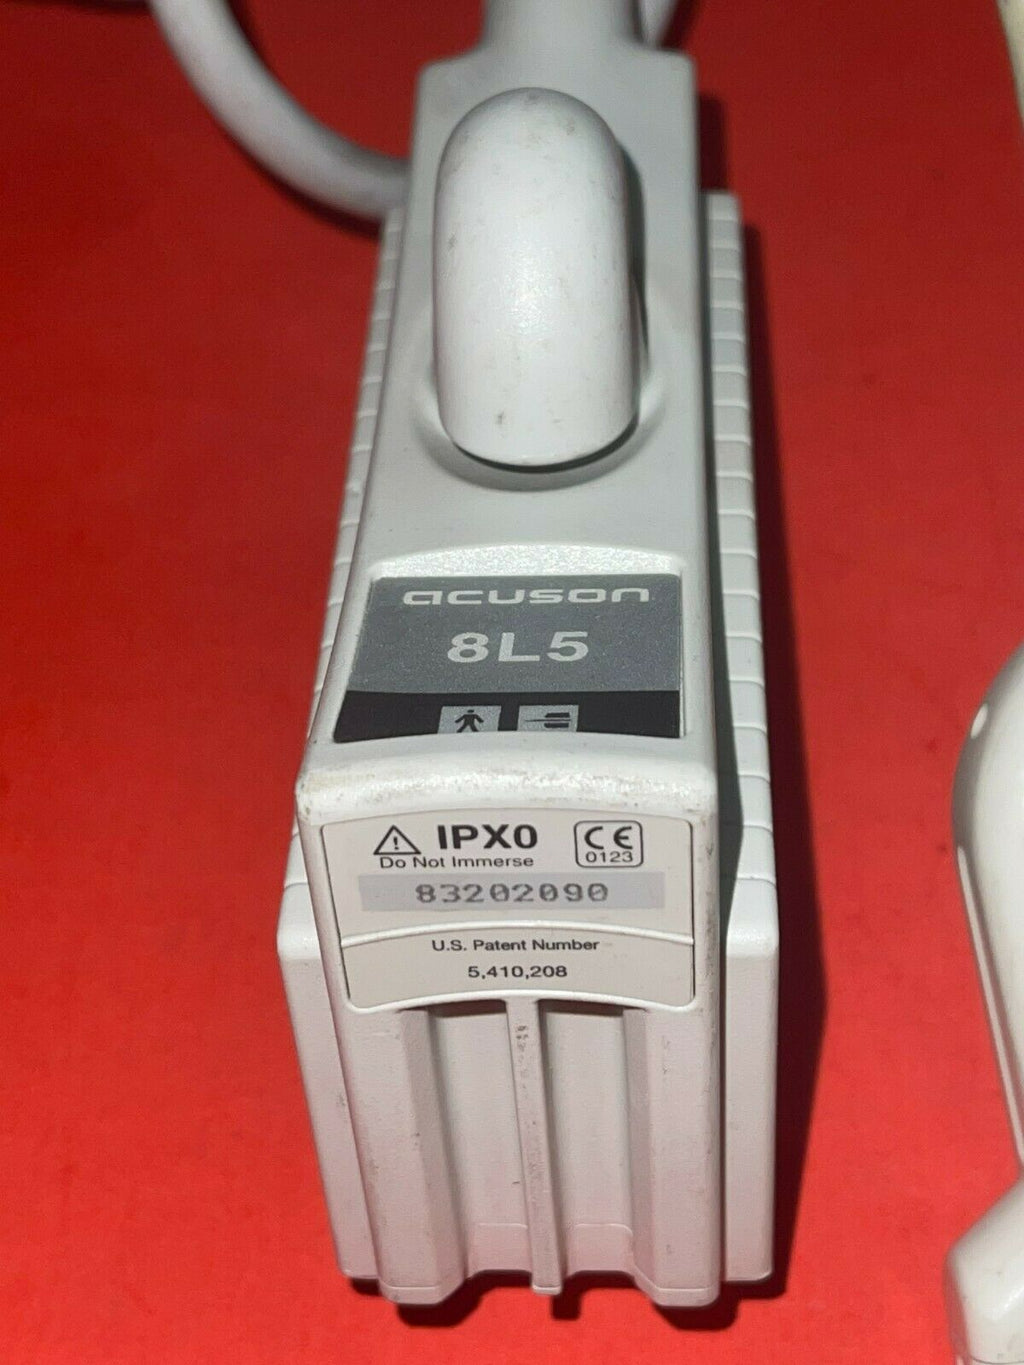 acuson
8L5
IPX0
CE
Do Not Immerse
0123
83202090
U.S. Patent Number
5,410,208